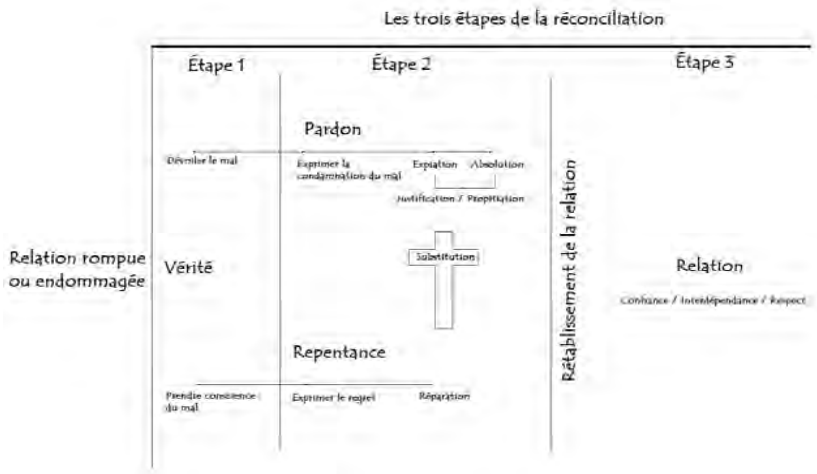 Les trois étapes de la réconciliation
Étape 1
Étape 2
Étape 3
Pardon
Dévoiler le mal
Exprimer la
condamnation du mal
Expiation
Absolution
Justification / Propitiation
Relation rompue
ou endommagée
Vérité
Substitution
Rétablissement de la relation
Relation
Confiance / Interdépendance / Respect
Repentance
Prendre conscience
du mal
Exprimer le regret
Réparation